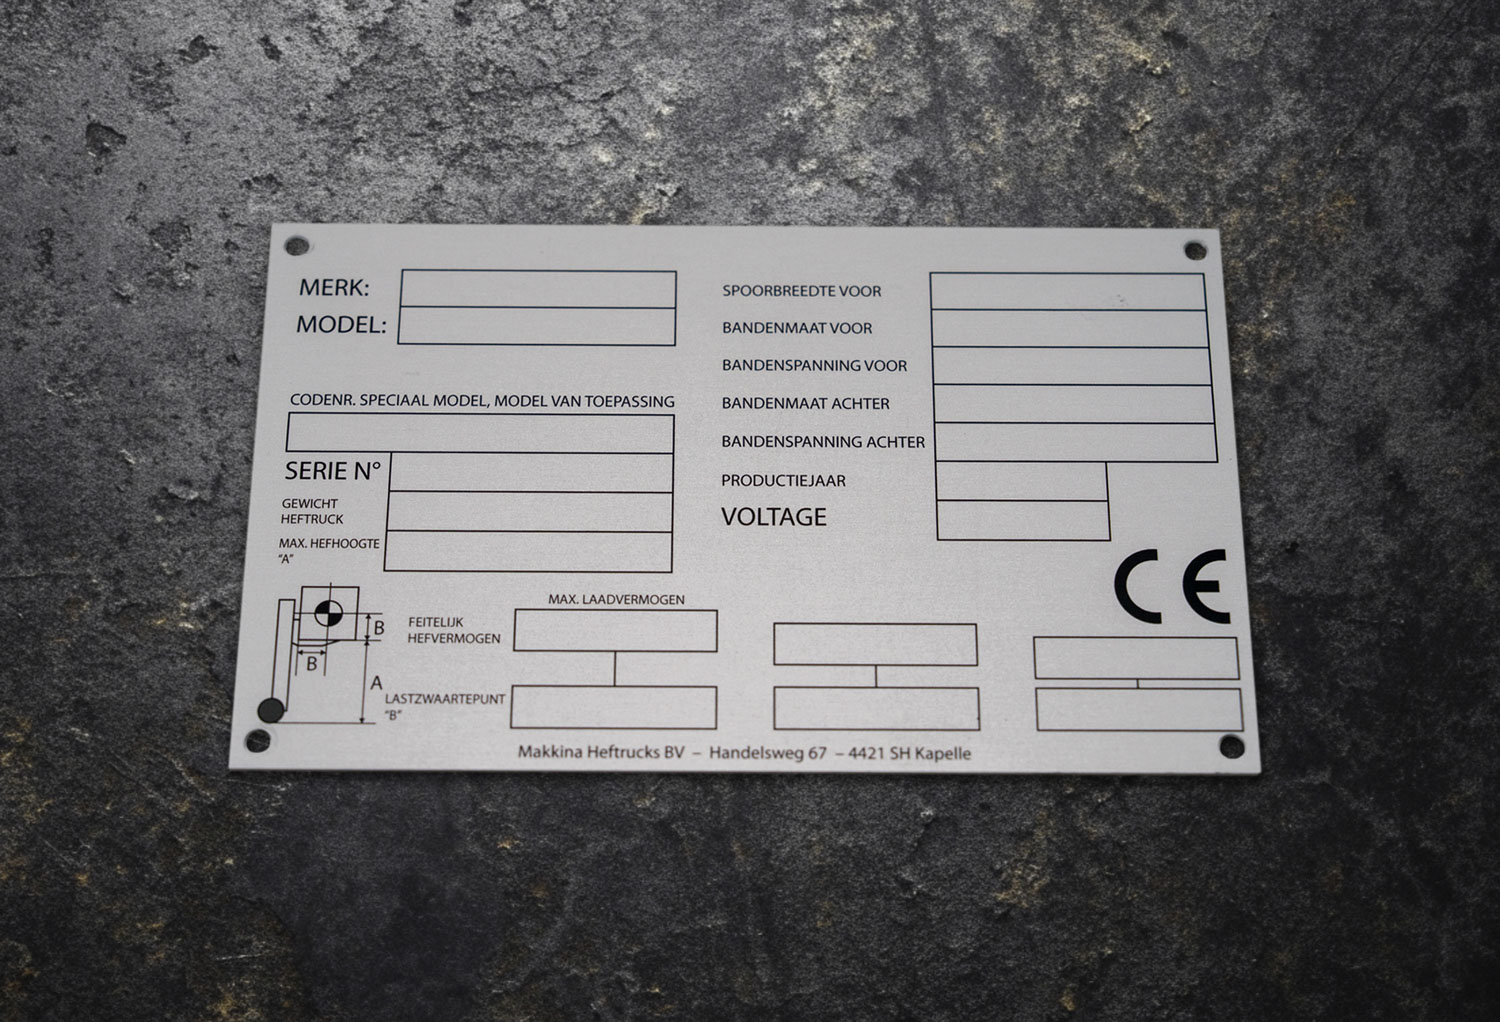 MERK:
MODEL:
CODENR. SPECIAAL MODEL, MODEL VAN TOEPASSING
SERIE N°
GEWICHT
HEFTRUCK
MAX. HEFHOOGTE
“A”
SPOORBREEDTE VOOR
BANDENMAAT VOOR
BANDENSPANNING VOOR
BANDENMAAT ACHTER
BANDENSPANNING ACHTER
PRODUCTIEJAAR
VOLTAGE
CE
B
B
A
MAX. LAADVERMOGEN
FEITELIJK
HEFVERMOGEN
LASTZWAARTEPUNT
“B”
Makkina Heftrucks BV – Handelsweg 67 – 4421 SH Kapelle